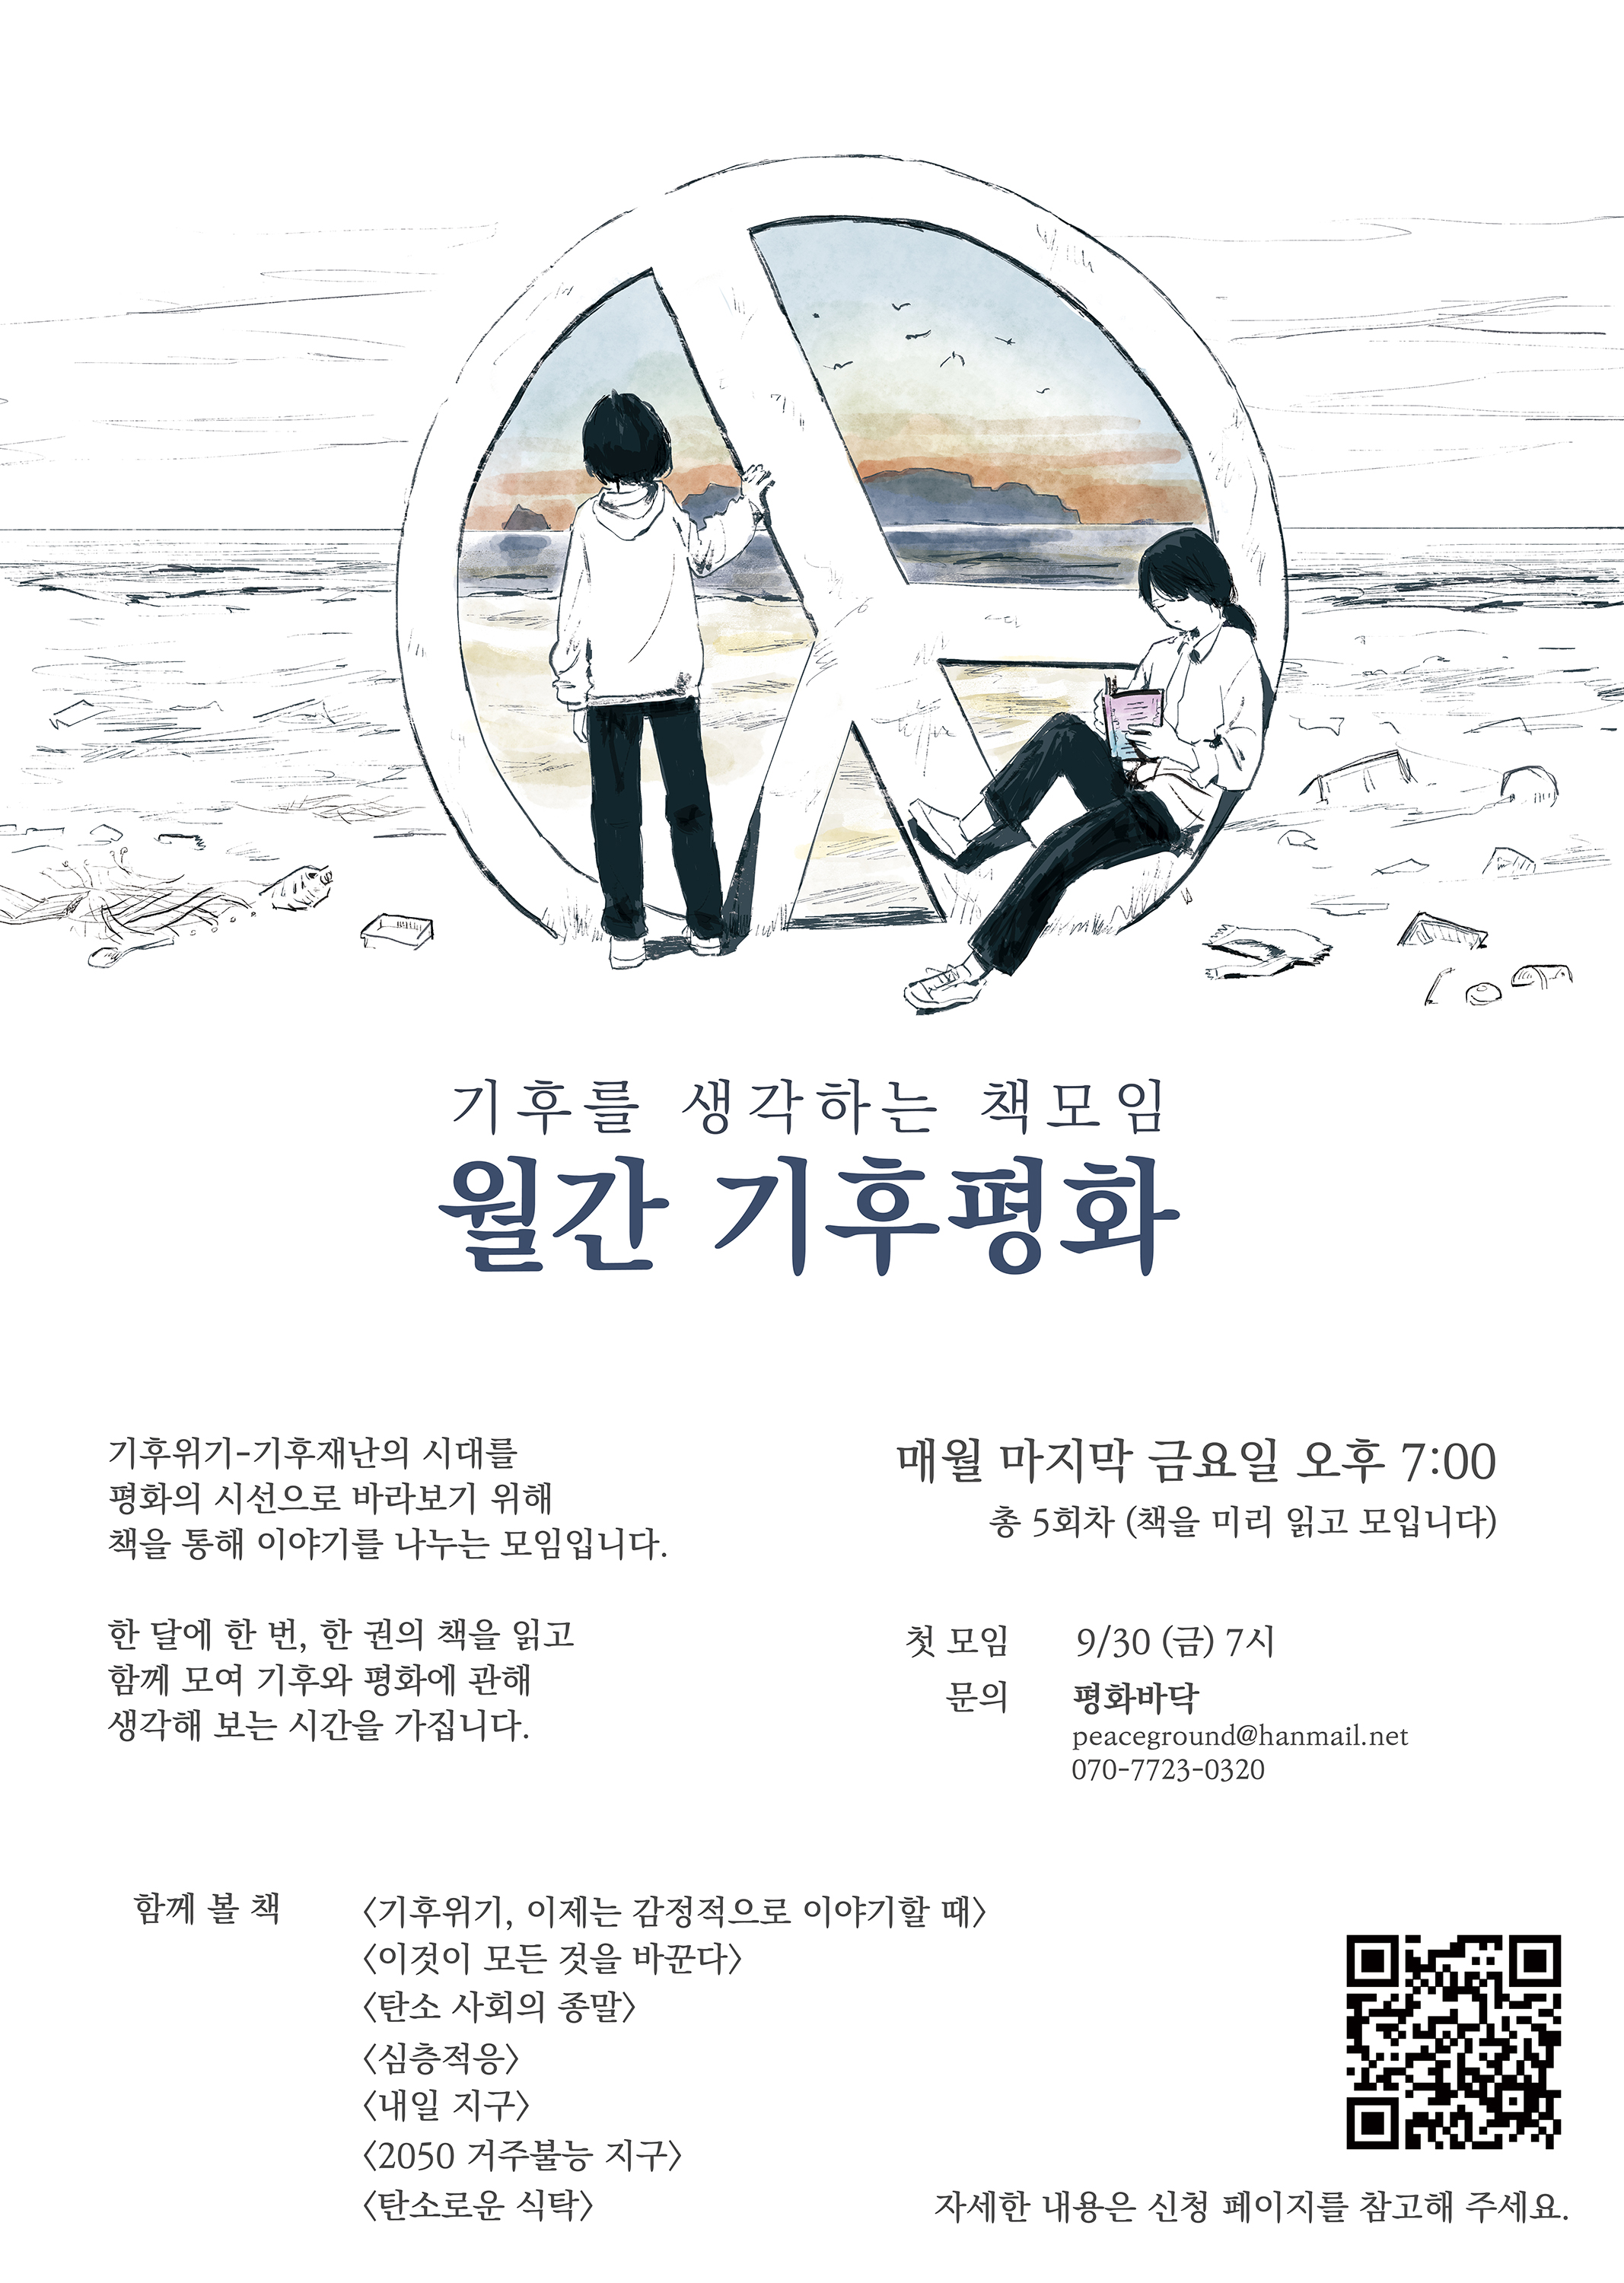 기후를 생각하는 책모임
월간 기후평화
기후위기-기후재난의 시대를
평화의 시선으로 바라보기 위해
책을 통해 이야기를 나누는 모임입니다.
한 달에 한 번, 한 권의 책을 읽고
함께 모여 기후와 평화에 관해
생각해 보는 시간을 가집니다.
매월 마지막 금요일 오후 7:00
총 5회차 (책을 미리 읽고 모입니다)
첫 모임 9/30 (금) 7시
문의 평화바닥
peaceground@hanmail.net
070-7723-0320
함께 볼 책 〈기후위기, 이제는 감정적으로 이야기할 때〉
〈이것이 모든 것을 바꾼다〉
〈탄소 사회의 종말〉
〈심층적응〉
〈내일 지구〉
〈2050 거주불능 지구〉
〈탄소로운 식탁〉
자세한 내용은 신청 페이지를 참고해 주세요.